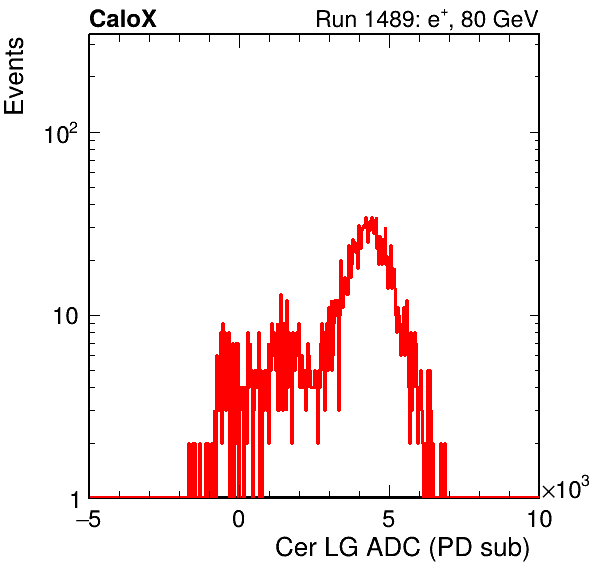 CaloX
Run 1489: e⁺, 80 GeV
Events
10²
10
1
−5
0
5
10
×10³
Cer LG ADC (PD sub)